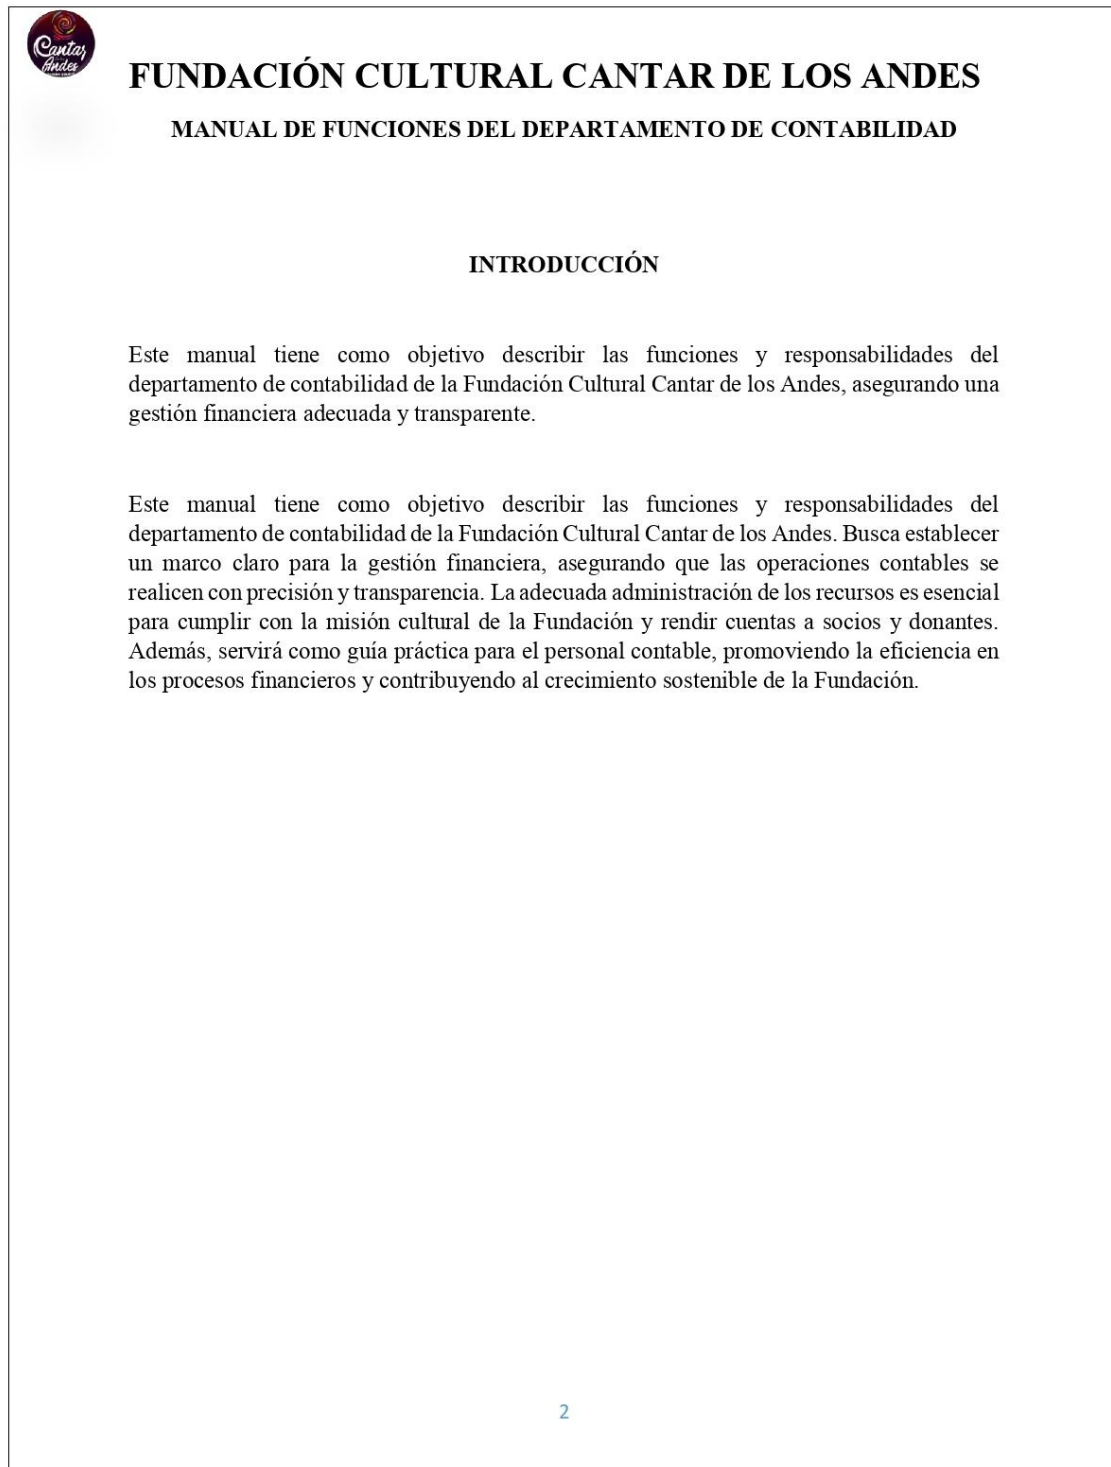 Cantar
Andes
FUNDACIÓN CULTURAL CANTAR DE LOS ANDES
MANUAL DE FUNCIONES DEL DEPARTAMENTO DE CONTABILIDAD
INTRODUCCIÓN
Este manual tiene como objetivo describir las funciones y responsabilidades del
departamento de contabilidad de la Fundación Cultural Cantar de los Andes, asegurando una
gestión financiera adecuada y transparente.
Este manual tiene como objetivo describir las funciones y responsabilidades del
departamento de contabilidad de la Fundación Cultural Cantar de los Andes. Busca establecer
un marco claro para la gestión financiera, asegurando que las operaciones contables se
realicen con precisión y transparencia. La adecuada administración de los recursos es esencial
para cumplir con la misión cultural de la Fundación y rendir cuentas a socios y donantes.
Además, servirá como guía práctica para el personal contable, promoviendo la eficiencia en
los procesos financieros y contribuyendo al crecimiento sostenible de la Fundación.
2